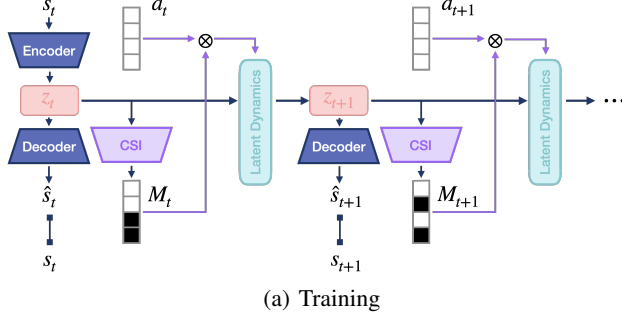 s_t
a_t
a_{t+1}
Encoder
⊗
⊗
z_t
z_{t+1}
...
Decoder
CSI
Latent Dynamics
Decoder
CSI
Latent Dynamics
ŝ_t
M_t
ŝ_{t+1}
M_{t+1}
s_t
s_{t+1}
(a) Training